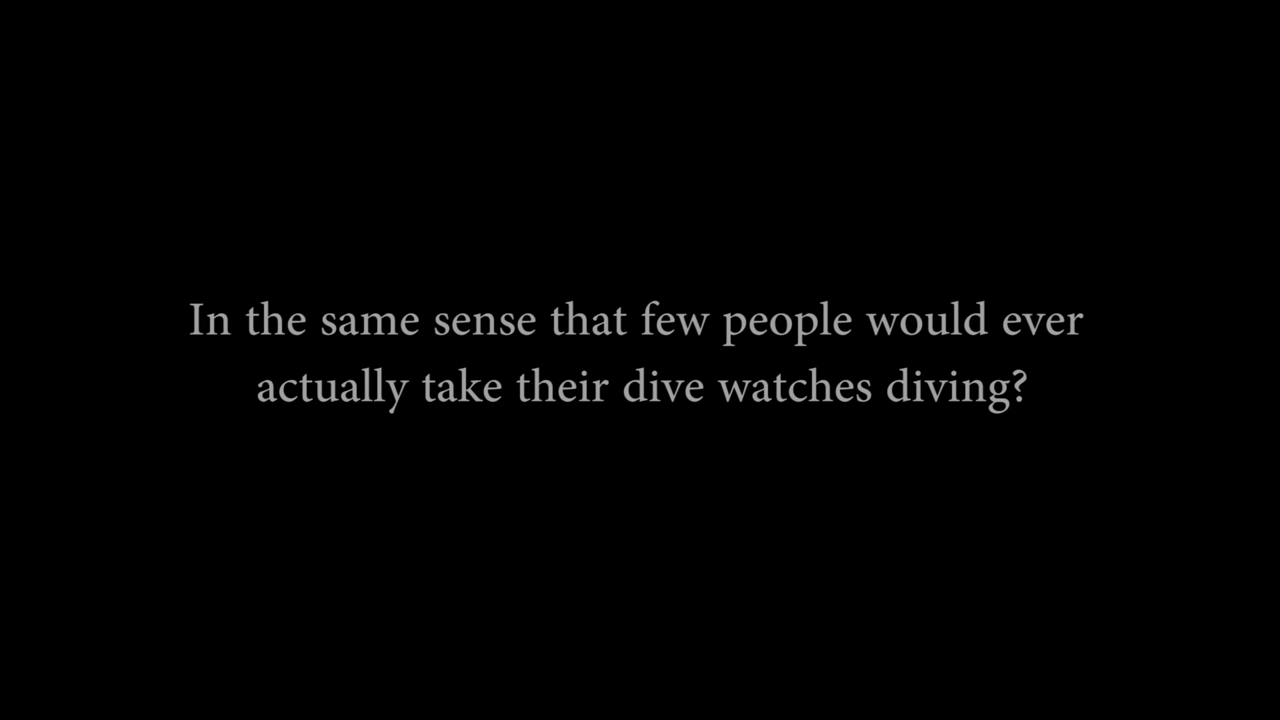 In the same sense that few people would ever
actually take their dive watches diving?